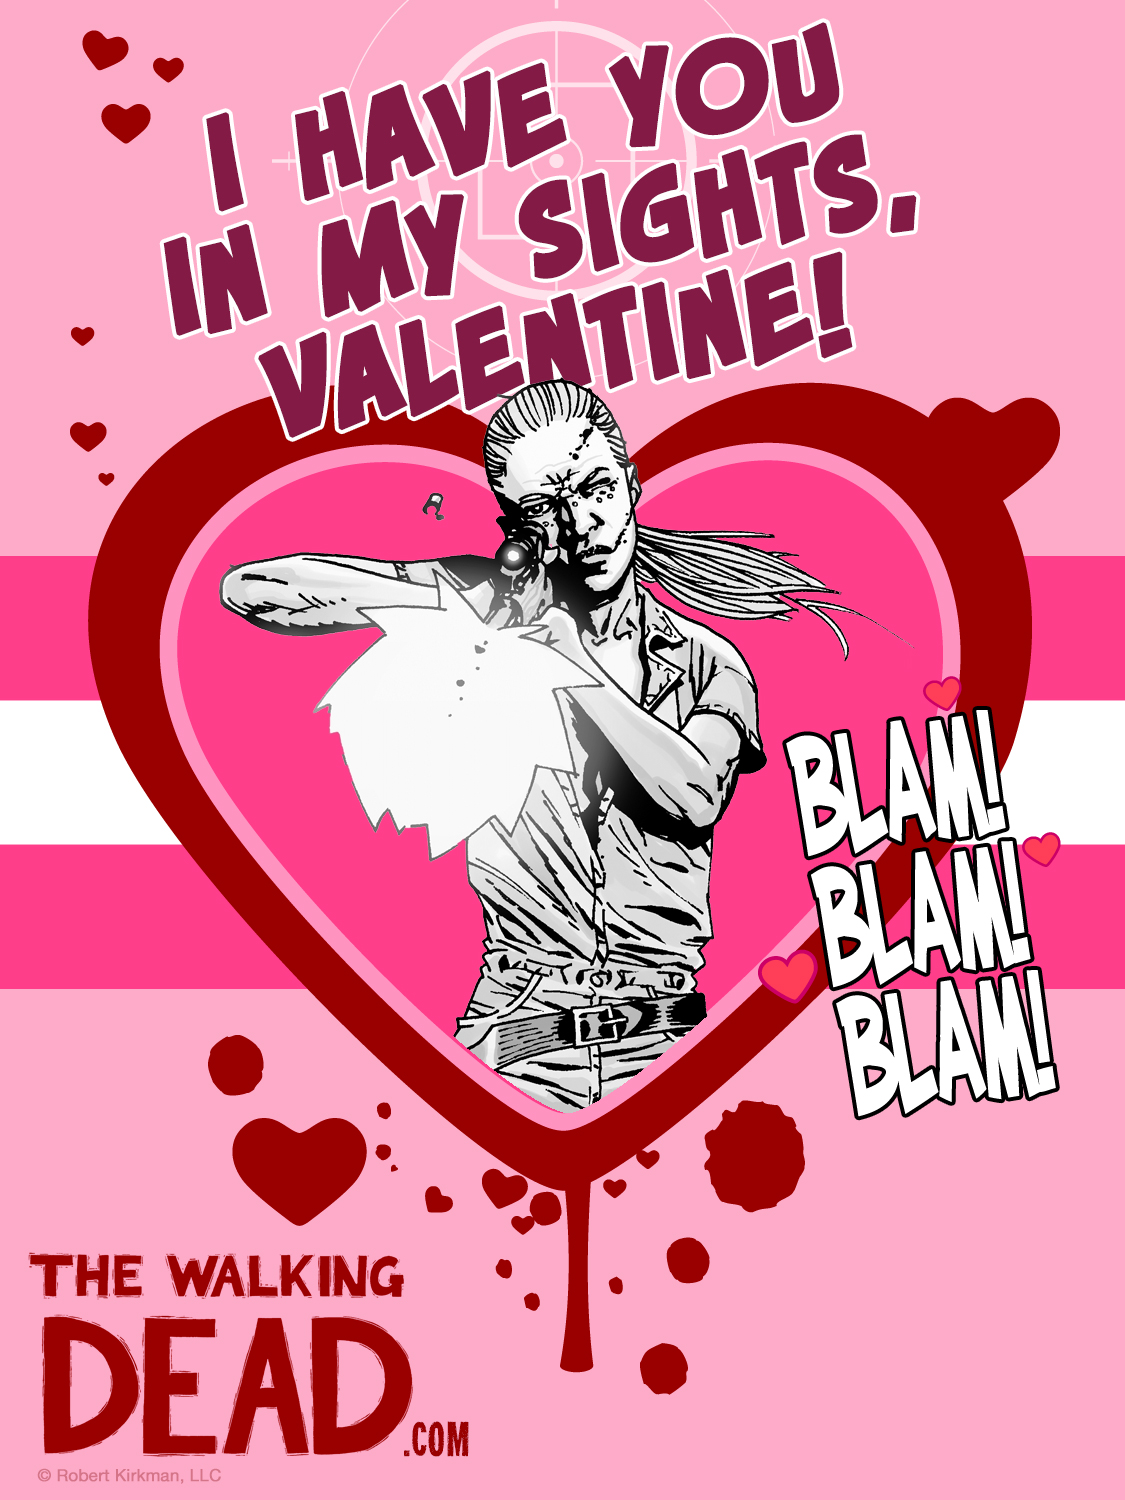 I HAVE YOU
IN MY SIGHTS,
VALENTINE!
BLAM!
BLAM!
BLAM!
THE WALKING
DEAD.COM
© Robert Kirkman, LLC